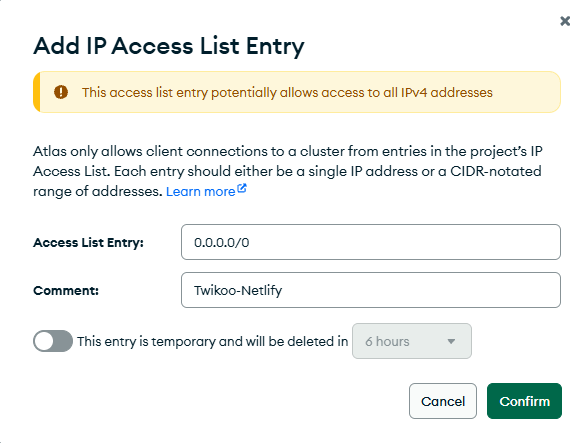 Add IP Access List Entry
This access list entry potentially allows access to all IPv4 addresses
Atlas only allows client connections to a cluster from entries in the project's IP
Access List. Each entry should either be a single IP address or a CIDR-notated
range of addresses. Learn more
Access List Entry: 0.0.0.0/0
Comment: Twikoo-Netlify
This entry is temporary and will be deleted in 6 hours
Cancel Confirm